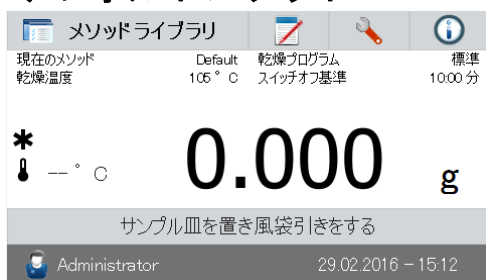 メソッドライブラリ
現在のメソッド Default 乾燥プログラム 標準
乾燥温度 105°C スイッチオフ基準 10:00 分
0.000 g
--°C
サンプル皿を置き風袋引きをする
Administrator 29.02.2016 - 15:12